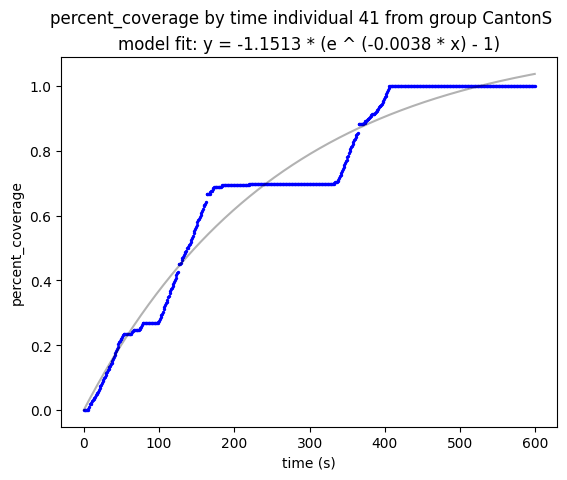 percent_coverage by time individual 41 from group CantonS
model fit: y = -1.1513 * (e ^ (-0.0038 * x) - 1)
percent_coverage
1.0
0.8
0.6
0.4
0.2
0.0
0 100 200 300 400 500 600
time (s)